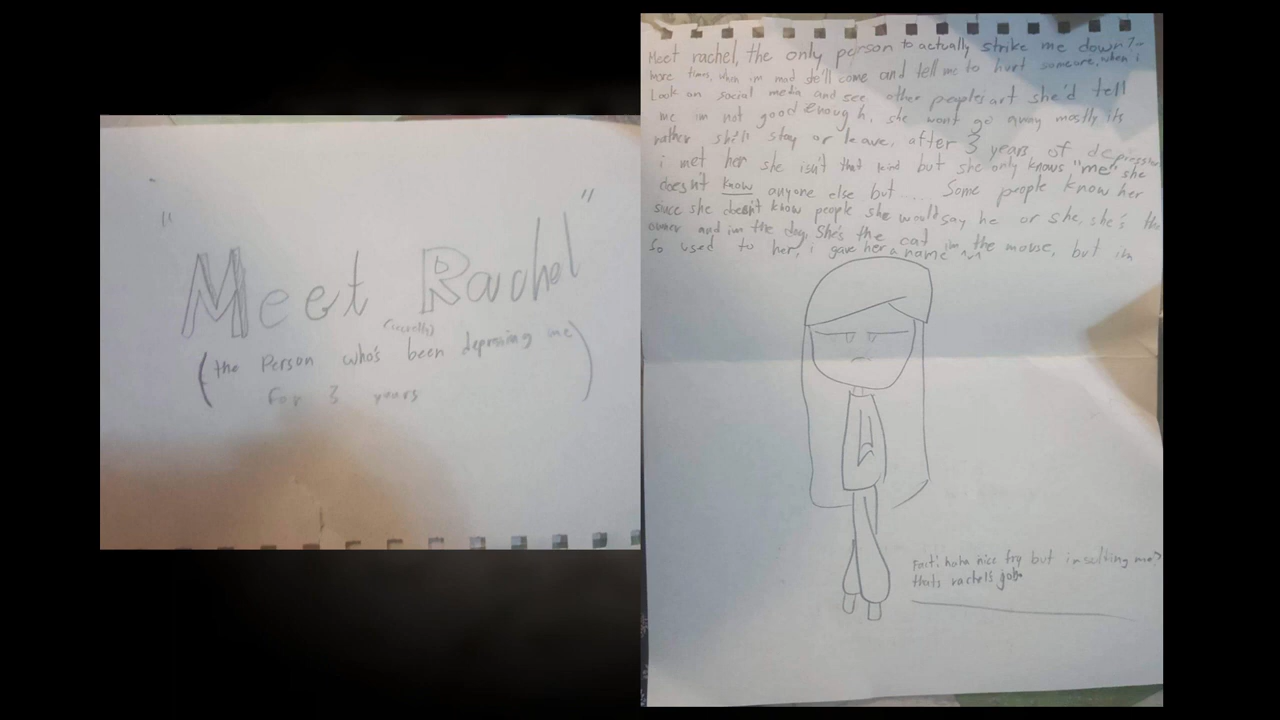 "Meet Rachel"
(the Person who's been depressing me)
for 3 years
Meet rachel, the only person to actually strike me down 7-
more times, when im mad she'll come and tell me to hurt someone, when i
Look on social media and see other peoples art she'd tell
me im not good enough, she wont go away mostly its
rather she'll stay or leave, after 3 years of depression
i met her she isn't that kind but she only knows "me" she
doesn't know anyone else but ... Some people know her
since she doesn't know people she would say he or she, she's the
owner and im the dog, She's the cat im the mouse, but im
So used to her, i gave her a name
Fact: haha nice try but insulting me?
thats rachel's job.